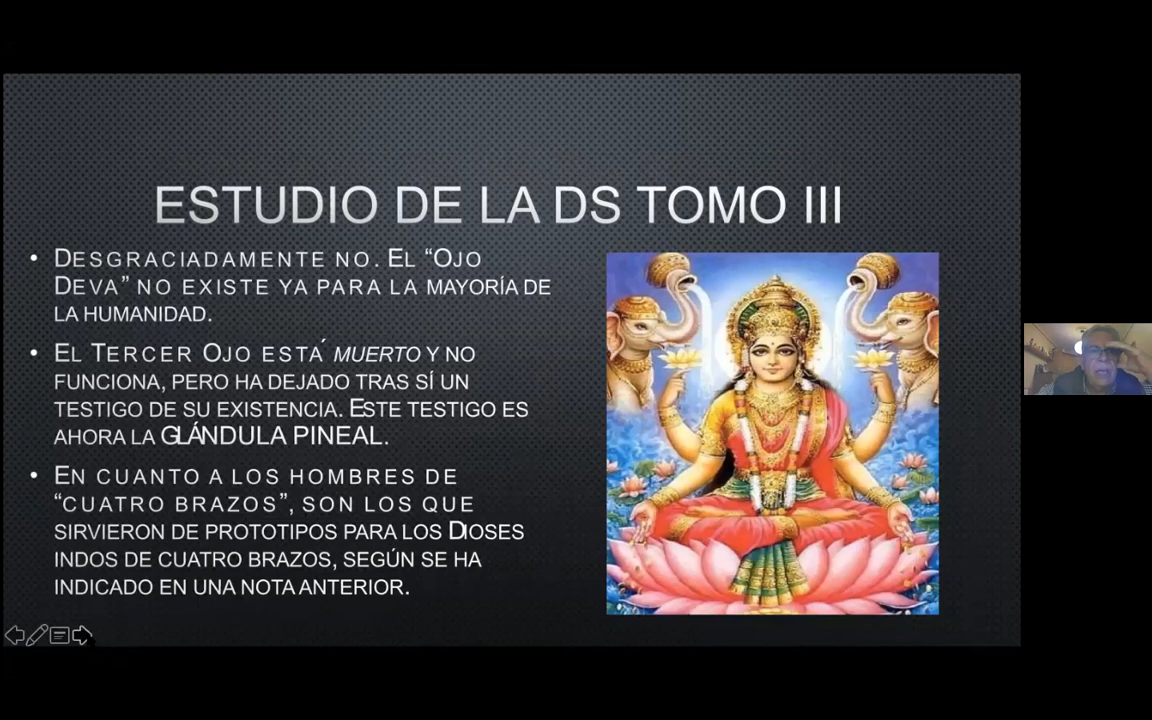 ESTUDIO DE LA DS TOMO III
• DESGRACIADAMENTE NO. EL “OJO
DEVA” NO EXISTE YA PARA LA MAYORÍA DE
LA HUMANIDAD.
• EL TERCER OJO ESTÁ MUERTO Y NO
FUNCIONA, PERO HA DEJADO TRAS SÍ UN
TESTIGO DE SU EXISTENCIA. ESTE TESTIGO ES
AHORA LA GLÁNDULA PINEAL.
• EN CUANTO A LOS HOMBRES DE
“CUATRO BRAZOS”, SON LOS QUE
SIRVIERON DE PROTOTIPOS PARA LOS DIOSES
INDOS DE CUATRO BRAZOS, SEGÚN SE HA
INDICADO EN UNA NOTA ANTERIOR.